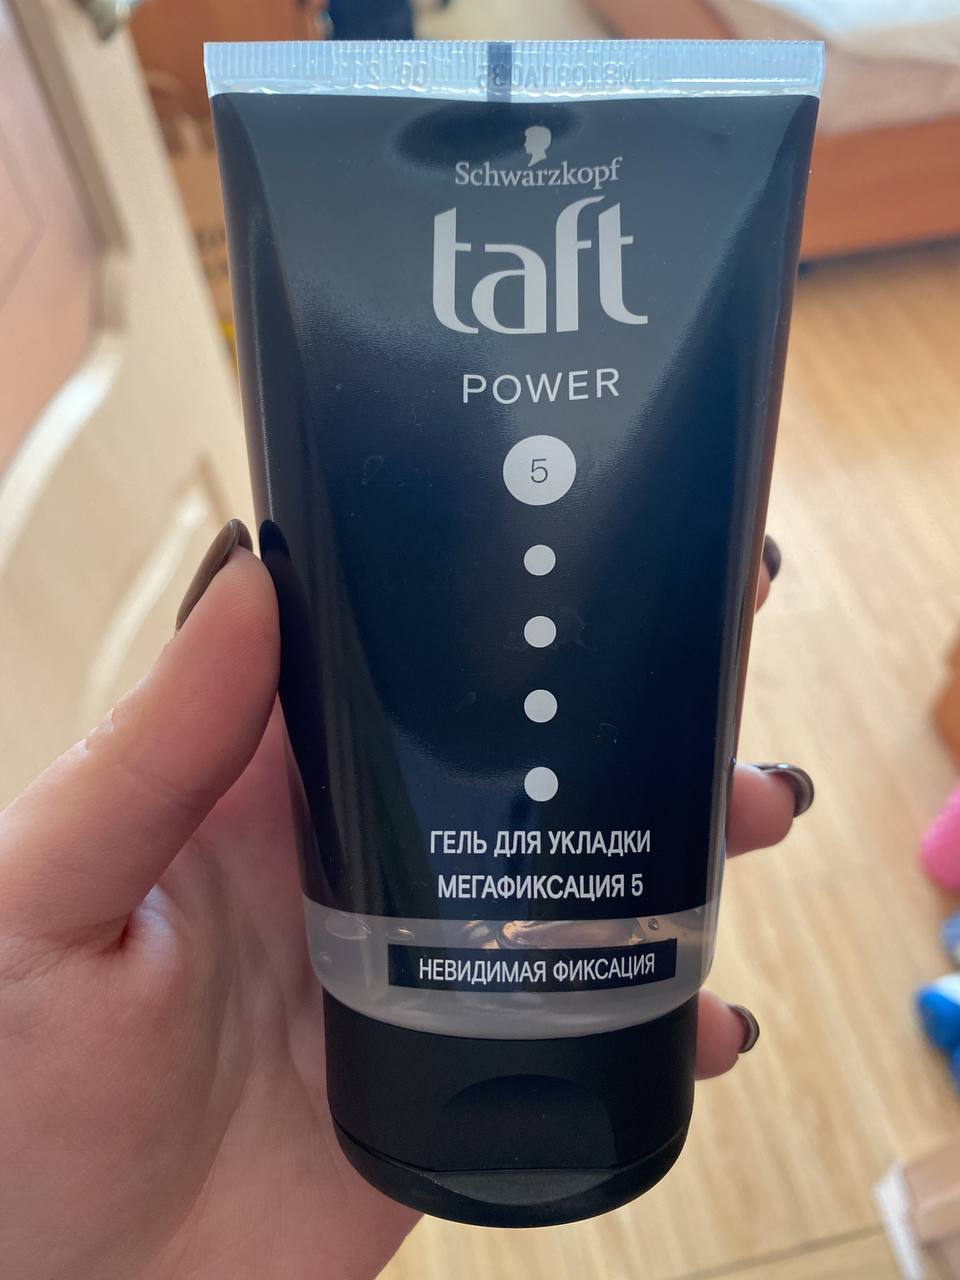 Schwarzkopf
taft
POWER
5
ГЕЛЬ ДЛЯ УКЛАДКИ
МЕГАФИКСАЦИЯ 5
НЕВИДИМАЯ ФИКСАЦИЯ